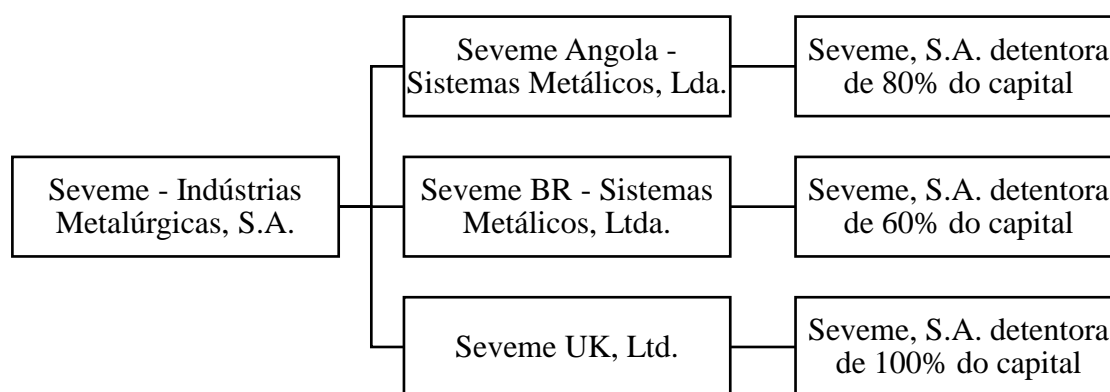 Seveme - Indústrias
Metalúrgicas, S.A.
Seveme Angola -
Sistemas Metálicos, Lda.
Seveme, S.A. detentora
de 80% do capital
Seveme BR - Sistemas
Metálicos, Ltda.
Seveme, S.A. detentora
de 60% do capital
Seveme UK, Ltd.
Seveme, S.A. detentora
de 100% do capital